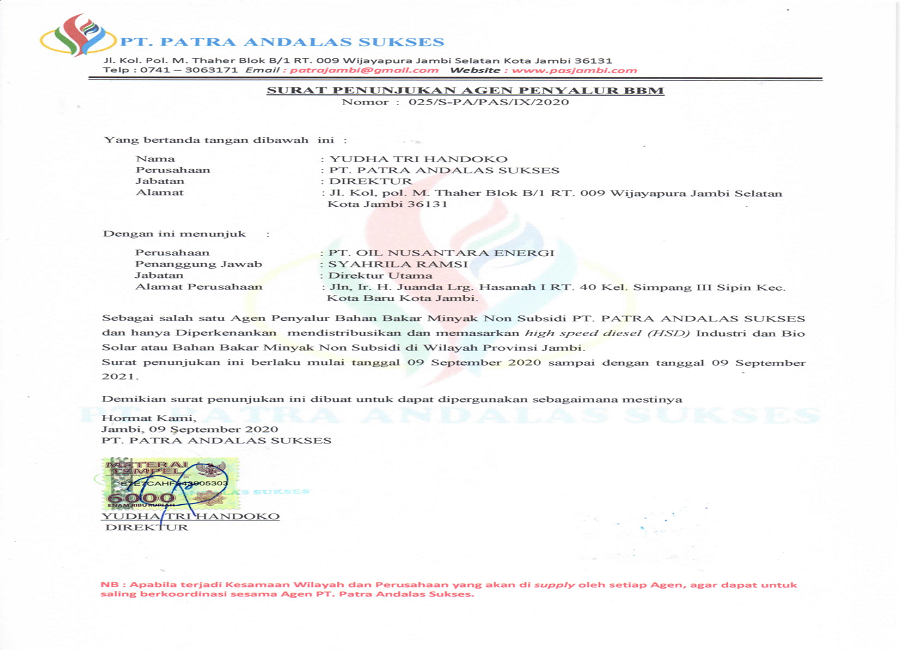 PT. PATRA ANDALAS SUKSES
Jl. Kol. Pol. M. Thaher Blok B/1 RT. 009 Wijayapura Jambi Selatan Kota Jambi 36131
Telp : 0741 – 3063171 Email : patrajambi@gmail.com Website : www.pasjambi.com
SURAT PENUNJUKAN AGEN PENYALUR BBM
Nomor : 025/S-PA/PAS/IX/2020
Yang bertanda tangan dibawah ini :
Nama : YUDHA TRI HANDOKO
Perusahaan : PT. PATRA ANDALAS SUKSES
Jabatan : DIREKTUR
Alamat : Jl. Kol, pol. M. Thaher Blok B/1 RT. 009 Wijayapura Jambi Selatan
Kota Jambi 36131
Dengan ini menunjuk :
Perusahaan : PT. OIL NUSANTARA ENERGI
Penanggung Jawab : SYAHRILA RAMSI
Jabatan : Direktur Utama
Alamat Perusahaan : Jln, Ir. H. Juanda Lrg. Hasanah I RT. 40 Kel. Simpang III Sipin Kec.
Kota Baru Kota Jambi.
Sebagai salah satu Agen Penyalur Bahan Bakar Minyak Non Subsidi PT. PATRA ANDALAS SUKSES
dan hanya Diperkenankan mendistribusikan dan memasarkan high speed diesel (HSD) Industri dan Bio
Solar atau Bahan Bakar Minyak Non Subsidi di Wilayah Provinsi Jambi.
Surat penunjukan ini berlaku mulai tanggal 09 September 2020 sampai dengan tanggal 09 September
2021.
Demikian surat penunjukan ini dibuat untuk dapat dipergunakan sebagaimana mestinya
PT PATRA ANDALAS SUKSES
Hormat Kami,
Jambi, 09 September 2020
PT. PATRA ANDALAS SUKSES
METERAI
TEMPEL
6000
ENAM RIBU RUPIAH
YUDHA TRI HANDOKO
DIREKTUR
NB : Apabila terjadi Kesamaan Wilayah dan Perusahaan yang akan di supply oleh setiap Agen, agar dapat untuk
saling berkoordinasi sesama Agen PT. Patra Andalas Sukses.